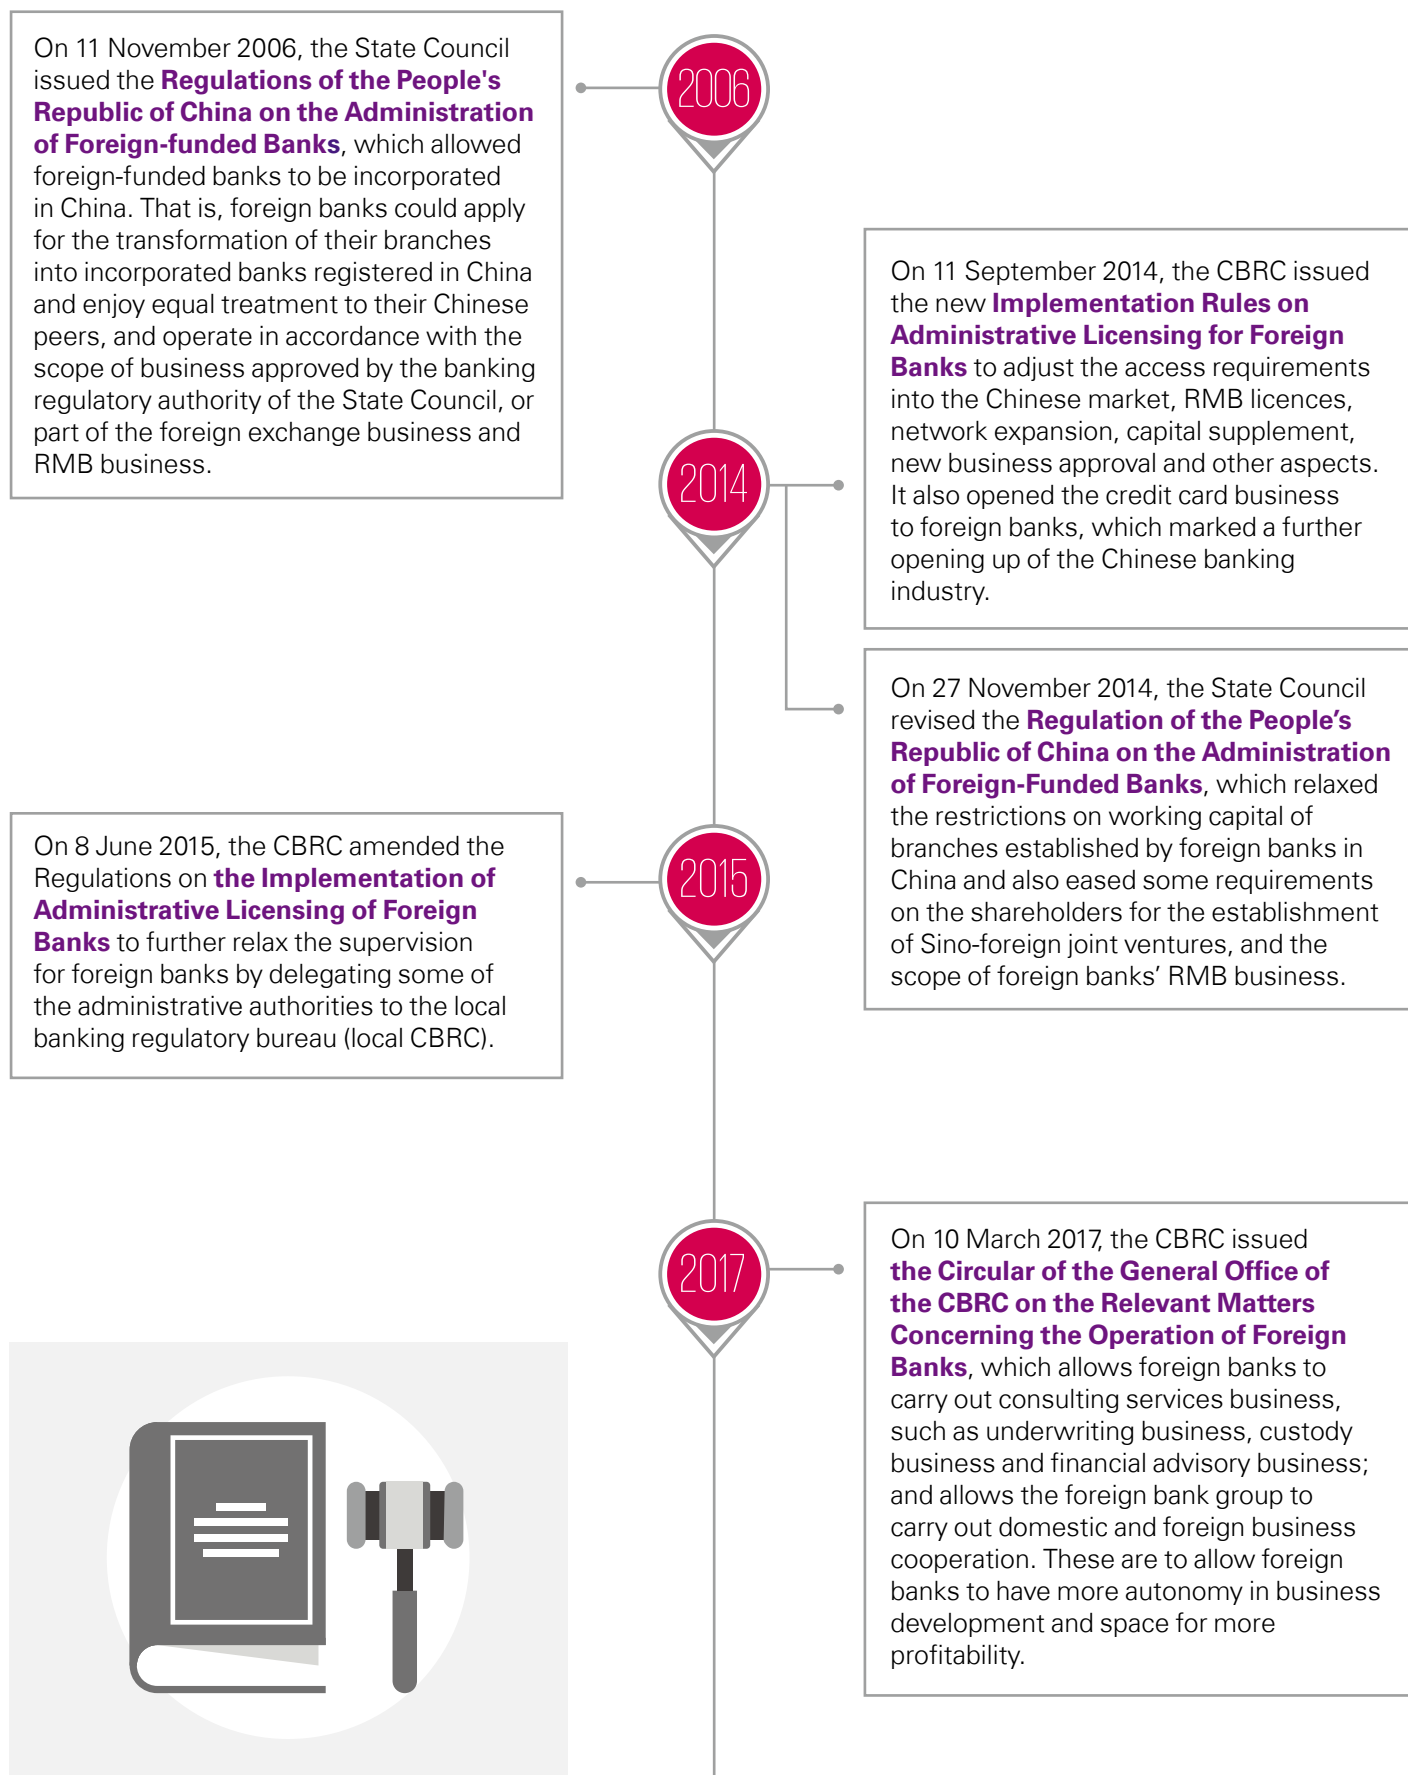 On 11 November 2006, the State Council
issued the Regulations of the People's
Republic of China on the Administration
of Foreign-funded Banks, which allowed
foreign-funded banks to be incorporated
in China. That is, foreign banks could apply
for the transformation of their branches
into incorporated banks registered in China
and enjoy equal treatment to their Chinese
peers, and operate in accordance with the
scope of business approved by the banking
regulatory authority of the State Council, or
part of the foreign exchange business and
RMB business.
2006
2014
On 11 September 2014, the CBRC issued
the new Implementation Rules on
Administrative Licensing for Foreign
Banks to adjust the access requirements
into the Chinese market, RMB licences,
network expansion, capital supplement,
new business approval and other aspects.
It also opened the credit card business
to foreign banks, which marked a further
opening up of the Chinese banking
industry.
On 27 November 2014, the State Council
revised the Regulation of the People’s
Republic of China on the Administration
of Foreign-Funded Banks, which relaxed
the restrictions on working capital of
branches established by foreign banks in
China and also eased some requirements
on the shareholders for the establishment
of Sino-foreign joint ventures, and the
scope of foreign banks’ RMB business.
On 8 June 2015, the CBRC amended the
Regulations on the Implementation of
Administrative Licensing of Foreign
Banks to further relax the supervision
for foreign banks by delegating some of
the administrative authorities to the local
banking regulatory bureau (local CBRC).
2015
2017
On 10 March 2017, the CBRC issued
the Circular of the General Office of
the CBRC on the Relevant Matters
Concerning the Operation of Foreign
Banks, which allows foreign banks to
carry out consulting services business,
such as underwriting business, custody
business and financial advisory business;
and allows the foreign bank group to
carry out domestic and foreign business
cooperation. These are to allow foreign
banks to have more autonomy in business
development and space for more
profitability.